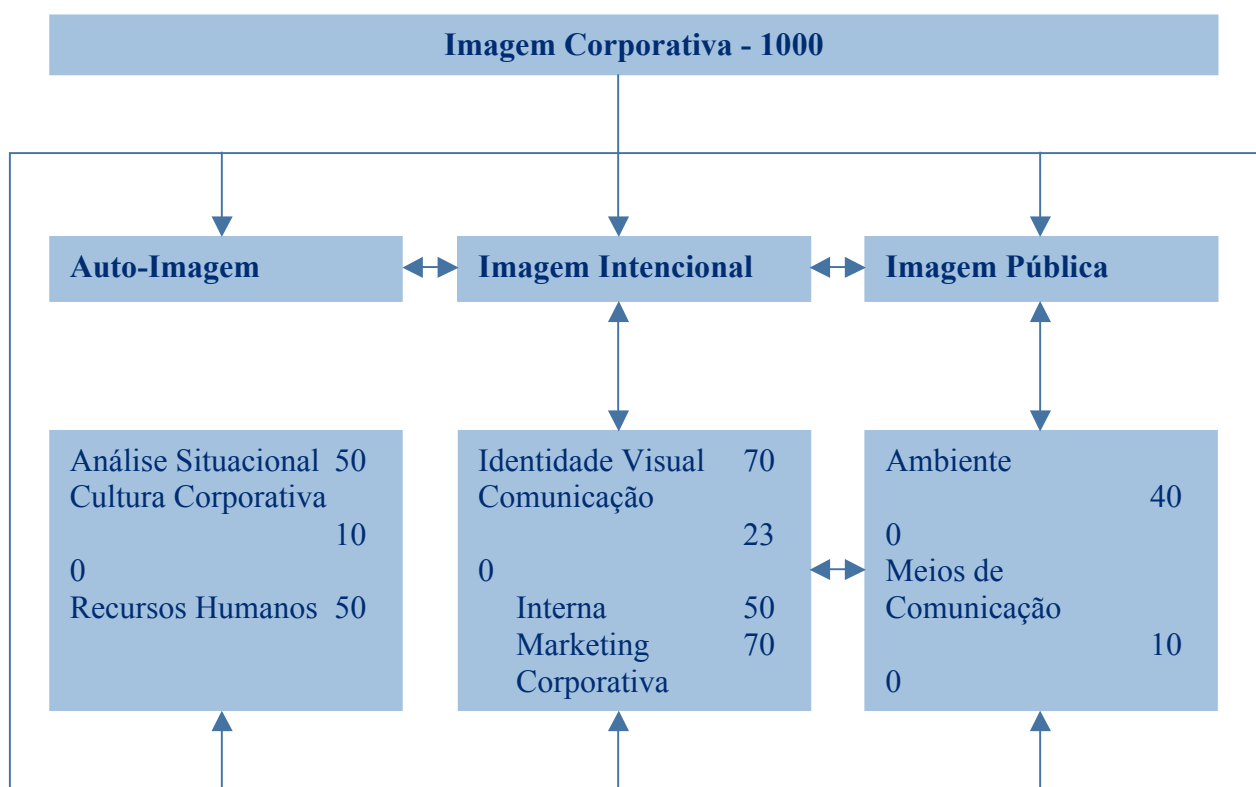 Imagem Corporativa - 1000
Auto-Imagem
Imagem Intencional
Imagem Pública
Análise Situacional 50
Cultura Corporativa
10
0
Recursos Humanos 50
Identidade Visual 70
Comunicação
23
0
Interna 50
Marketing 70
Corporativa
Ambiente
40
0
Meios de
Comunicação
10
0